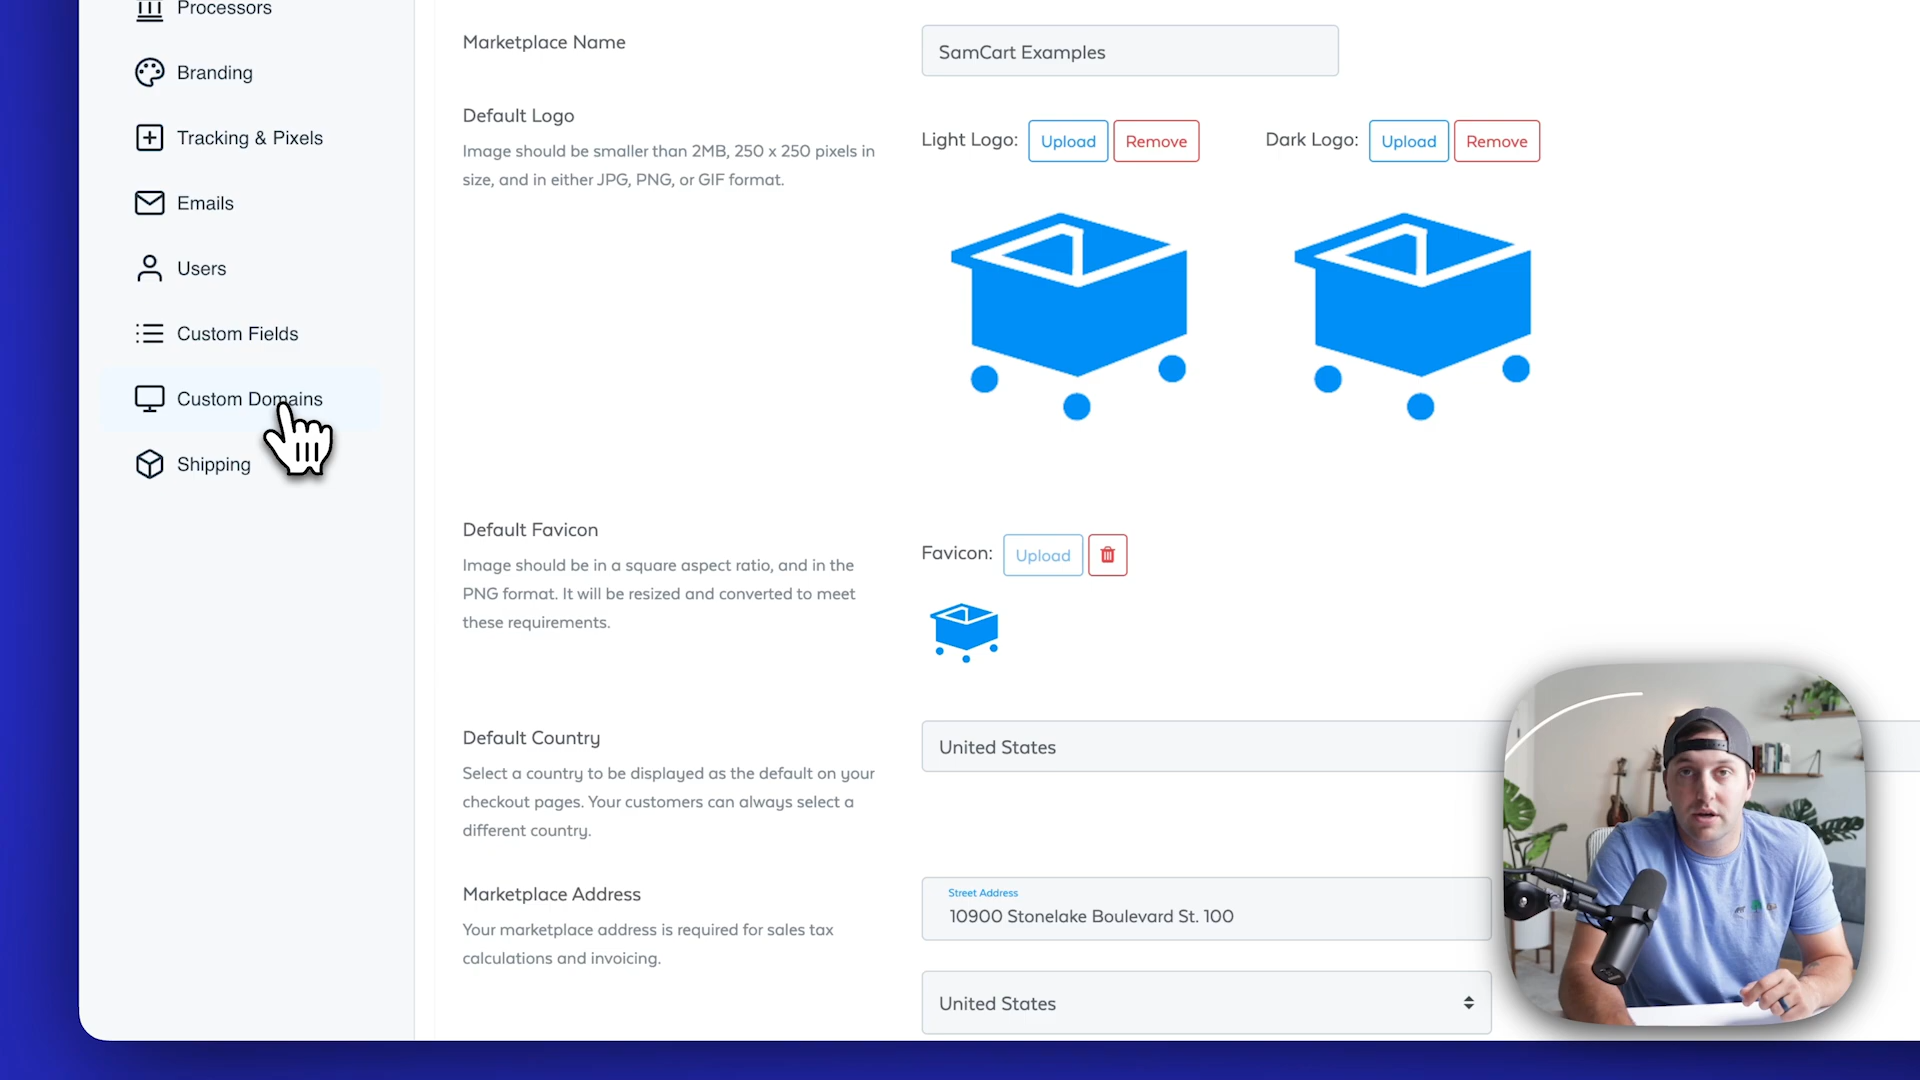 Processors
Branding
Tracking & Pixels
Emails
Users
Custom Fields
Custom Domains
Shipping
Marketplace Name
SamCart Examples
Default Logo
Image should be smaller than 2MB, 250 x 250 pixels in
size, and in either JPG, PNG, or GIF format.
Light Logo: Upload Remove Dark Logo: Upload Remove
Default Favicon
Image should be in a square aspect ratio, and in the
PNG format. It will be resized and converted to meet
these requirements.
Favicon: Upload
Default Country
Select a country to be displayed as the default on your
checkout pages. Your customers can always select a
different country.
United States
Marketplace Address
Your marketplace address is required for sales tax
calculations and invoicing.
Street Address
10900 Stonelake Boulevard St. 100
United States